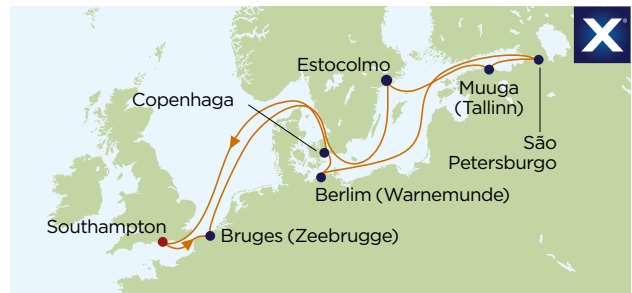 X
Estocolmo
Copenhaga
Muuga
(Tallinn)
São
Petersburgo
Berlim (Warnemunde)
Southampton
Bruges (Zeebrugge)